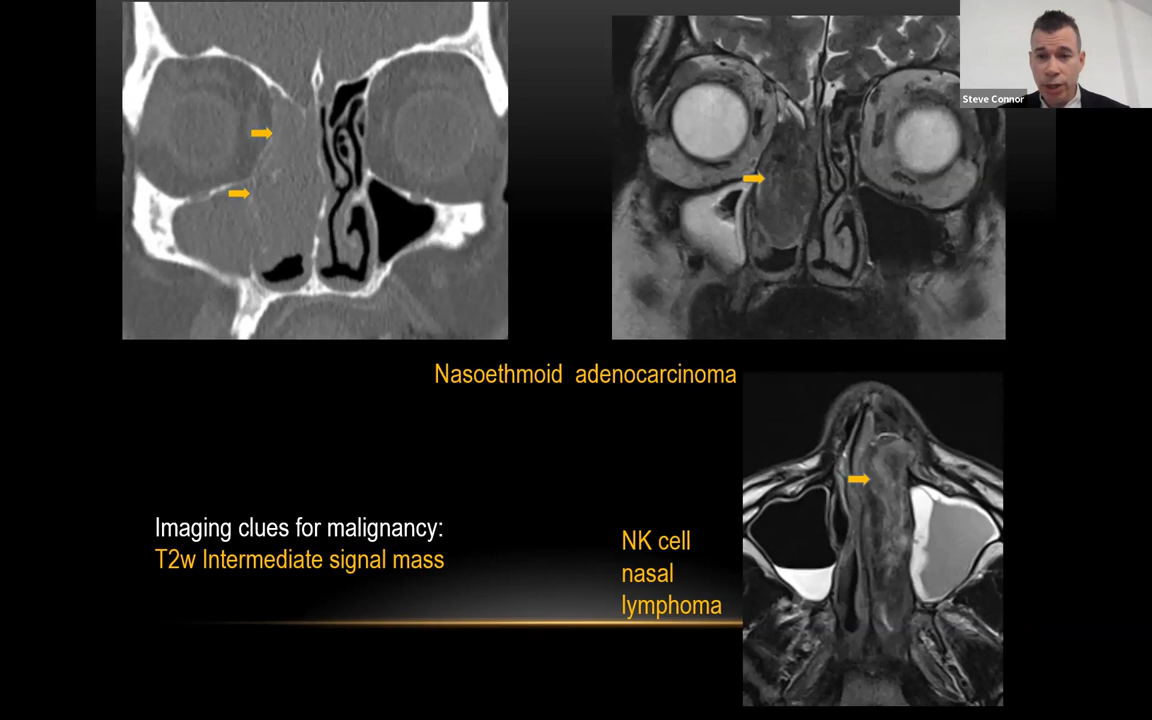 Steve Connor
Nasoethmoid adenocarcinoma
Imaging clues for malignancy:
T2w Intermediate signal mass
NK cell
nasal
lymphoma